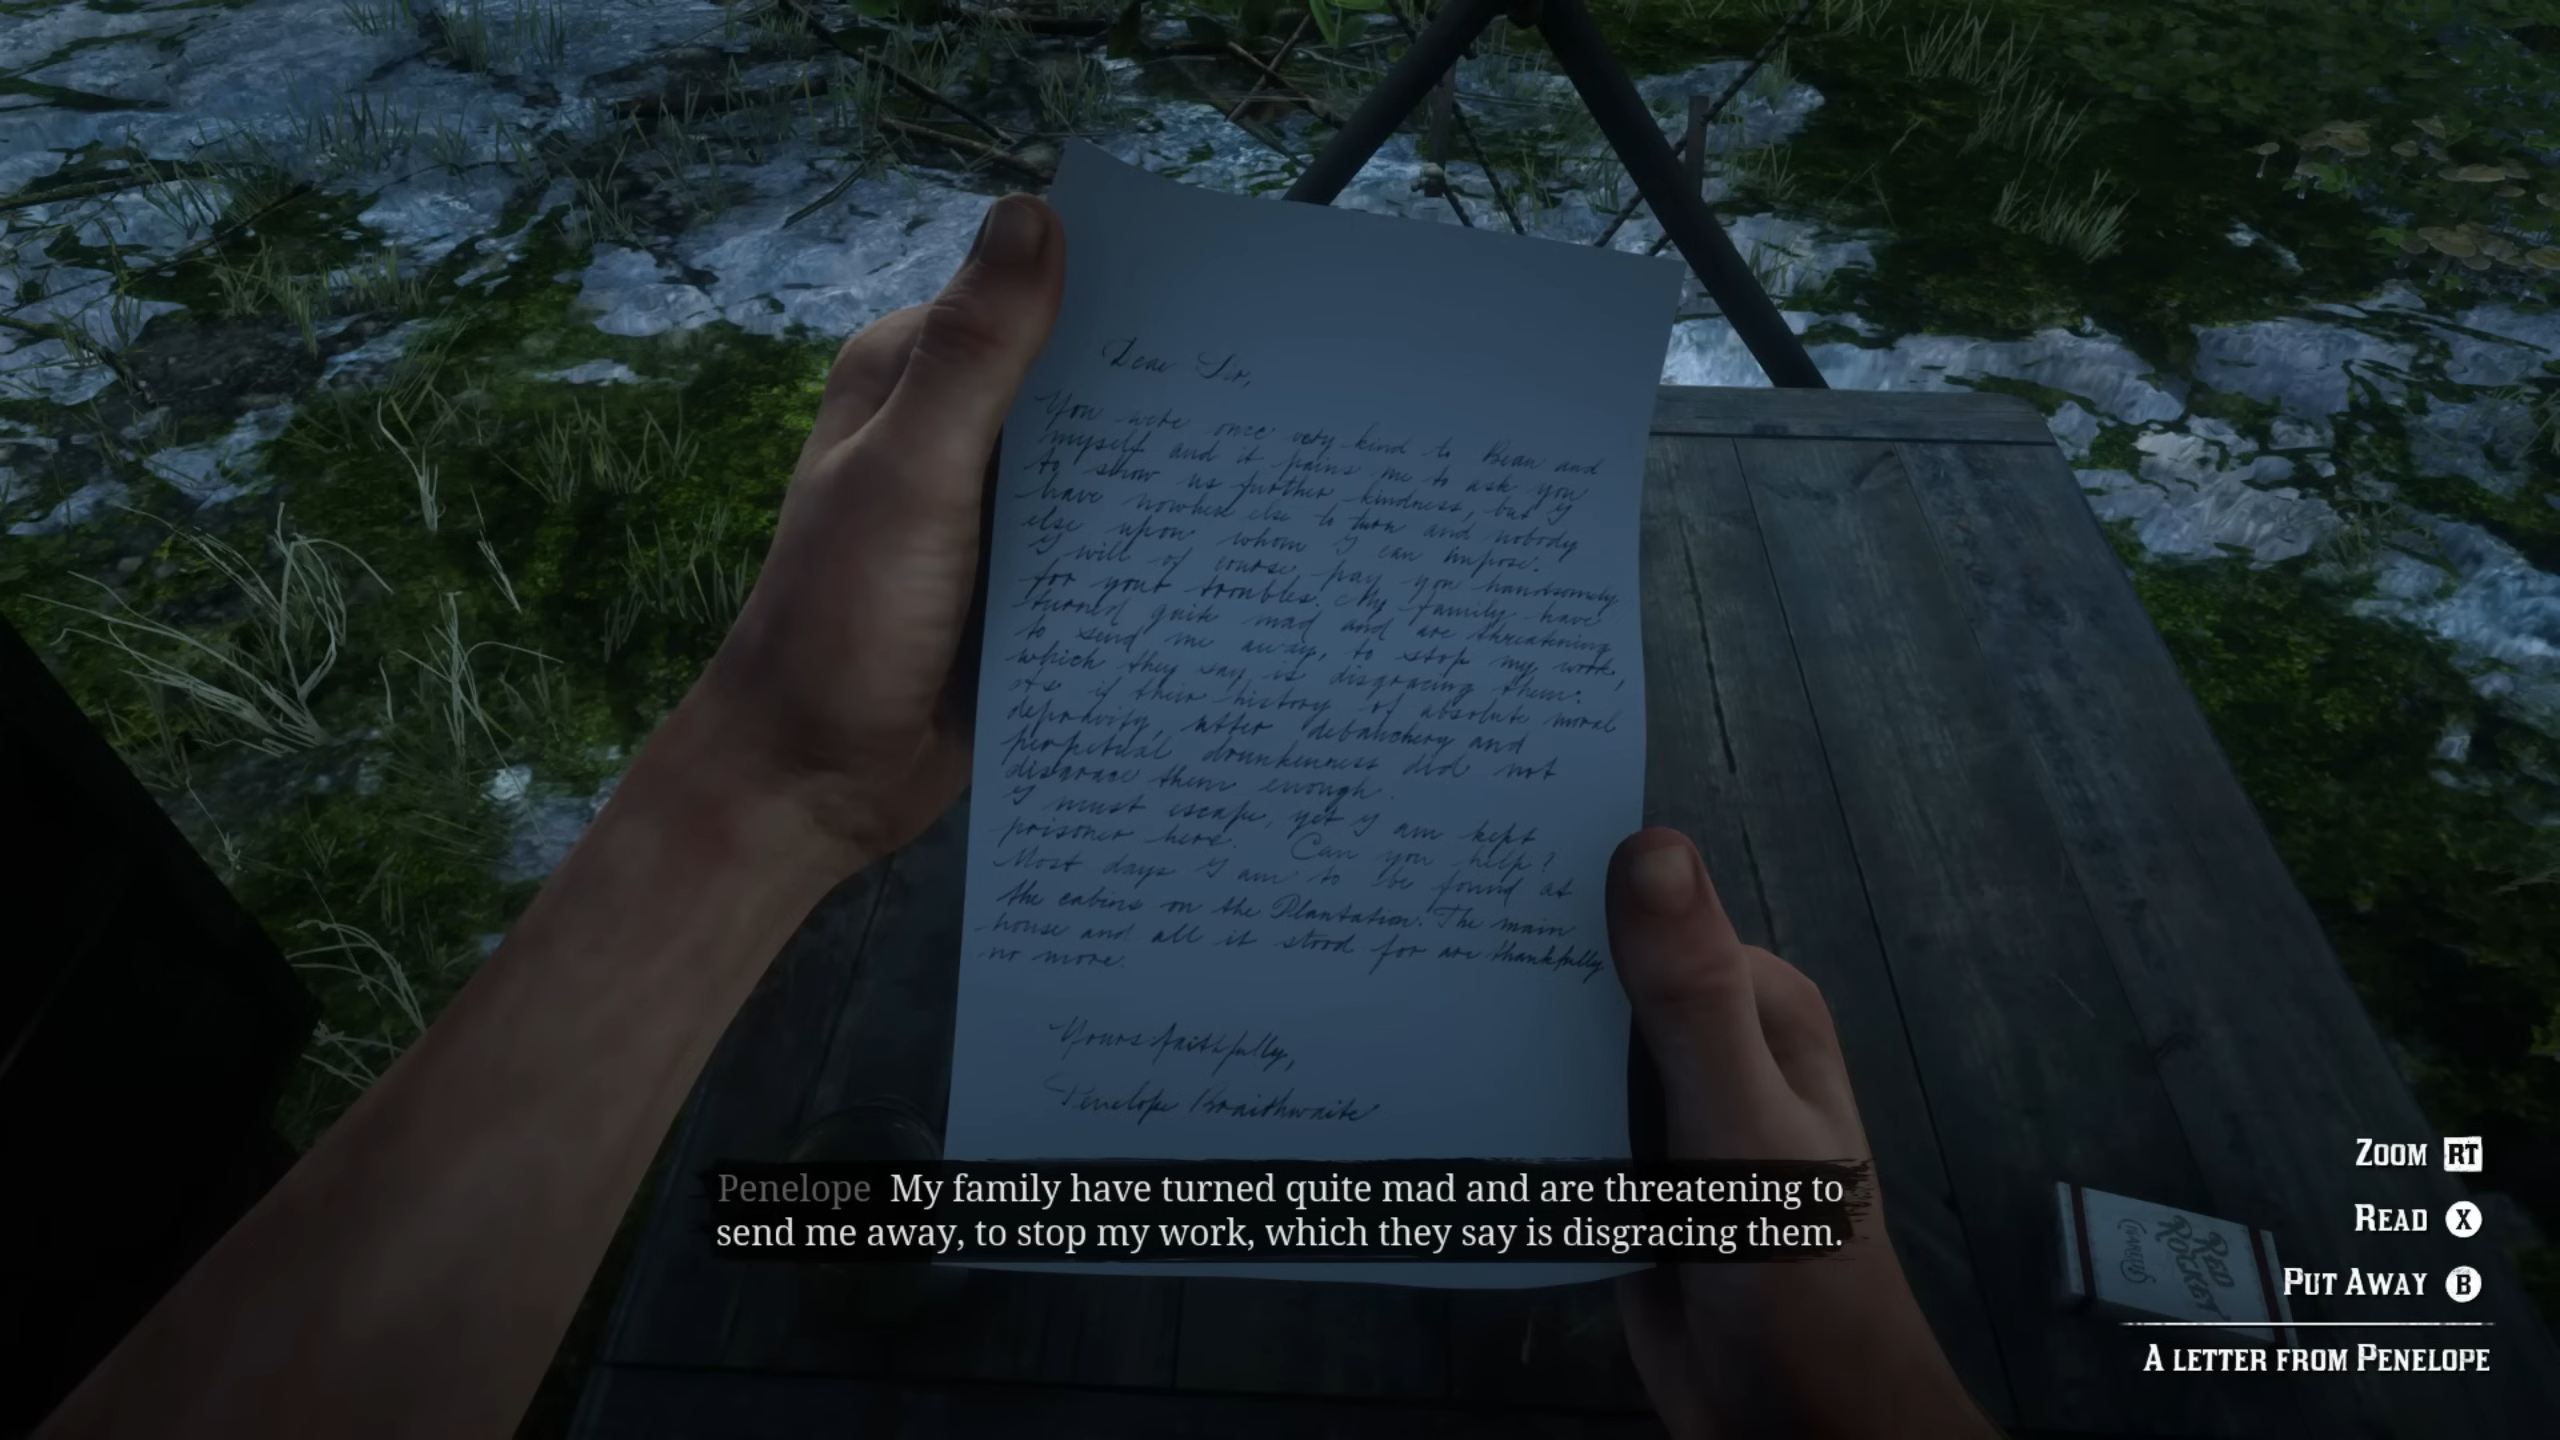 Dear Sir,
You were once very kind to Beau and
myself and it pains me to ask you
to show us further kindness, but I
have nowhere else to turn and nobody
else upon whom I can impose.
I will of course pay you handsomely
for your troubles. My family have
turned quite mad and are threatening
to send me away, to stop my work,
which they say is disgracing them.
As if their history of absolute moral
depravity, utter debauchery and
perpetual drunkenness did not
disgrace them enough.
I must escape, yet I am kept
prisoner here. Can you help?
Most days I am to be found at
the cabins on the Plantation. The main
house and all it stood for are thankfully
no more.
Yours faithfully,
Penelope Braithwaite
Penelope My family have turned quite mad and are threatening to
send me away, to stop my work, which they say is disgracing them.
RED
ROCKET
ZOOM RT
READ X
PUT AWAY B
A LETTER FROM PENELOPE